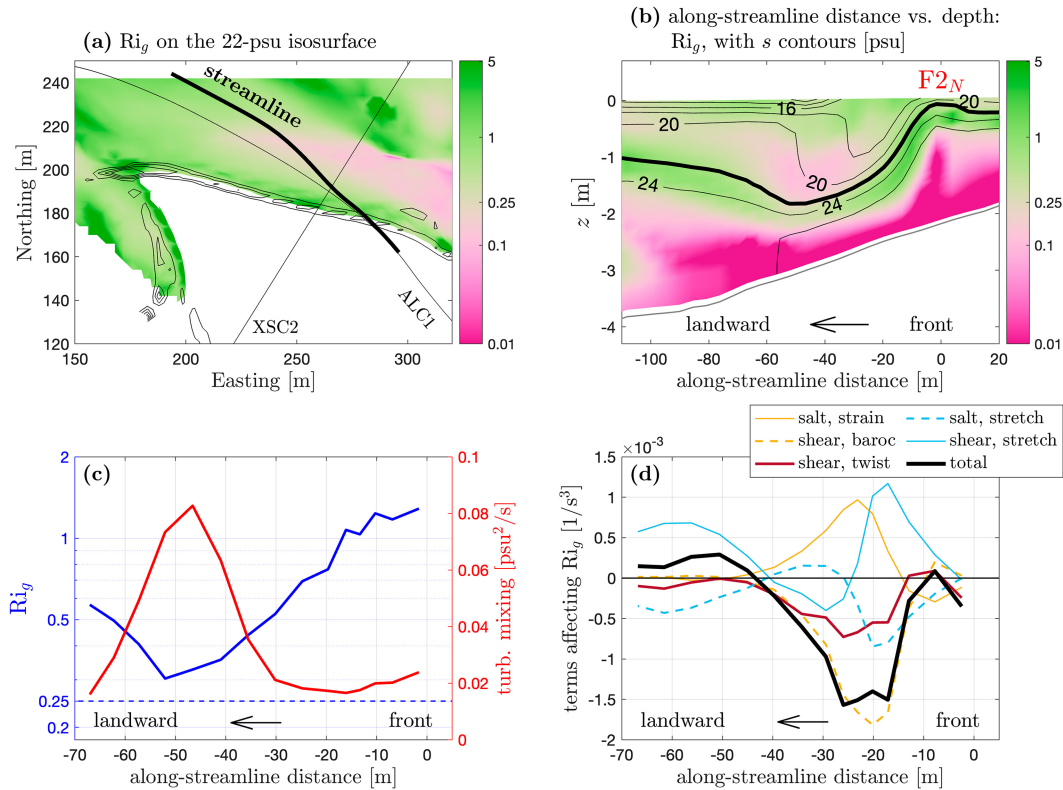 (a) Ri_g on the 22-psu isosurface
240
220
200
180
160
140
120
150
200
250
300
Northing [m]
Easting [m]
streamline
XSC2
ALC1
5
1
0.25
0.1
0.01
(b) along-streamline distance vs. depth:
Ri_g, with s contours [psu]
F2_N
0
-1
-2
-3
-4
z [m]
16
20
20
24
20
24
landward
front
-100
-80
-60
-40
-20
0
20
along-streamline distance [m]
5
1
0.25
0.1
0.01
(c)
2
1
0.5
0.25
0.2
Ri_g
0.1
0.08
0.06
0.04
0.02
0
turb. mixing [psu²/s]
landward
front
-70
-60
-50
-40
-30
-20
-10
0
along-streamline distance [m]
salt, strain
salt, stretch
shear, baroc
shear, stretch
shear, twist
total
×10⁻³
(d)
1.5
1
0.5
0
-0.5
-1
-1.5
-2
terms affecting Ri_g [1/s³]
landward
front
-70
-60
-50
-40
-30
-20
-10
0
along-streamline distance [m]